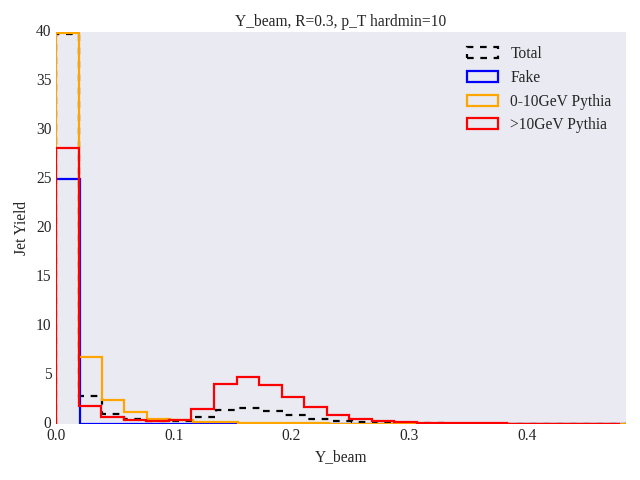 Y_beam, R=0.3, p_T hardmin=10
40
35
30
25
20
15
10
5
0
Jet Yield
Total
Fake
0-10GeV Pythia
>10GeV Pythia
0.0 0.1 0.2 0.3 0.4
Y_beam